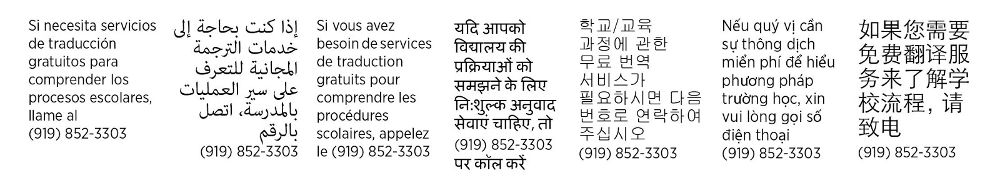 Si necesita servicios
de traducción
gratuitos para
comprender los
procesos escolares,
llame al
(919) 852-3303
إذا كنت بحاجة إلى
خدمات الترجمة
المجانية للتعرف
على سير العمليات
بالمدرسة، اتصل
بالرقم
(919) 852-3303
Si vous avez
besoin de services
de traduction
gratuits pour
comprendre les
procédures
scolaires, appelez
le (919) 852-3303
यदि आपको
विद्यालय की
प्रक्रियाओं को
समझने के लिए
नि:शुल्क अनुवाद
सेवाएं चाहिए, तो
(919) 852-3303
पर कॉल करें
학교/교육
과정에 관한
무료 번역
서비스가
필요하시면 다음
번호로 연락하여
주십시오
(919) 852-3303
Nếu quý vị cần
sự thông dịch
miển phí để hiểu
phương pháp
trường học, xin
vui lòng gọi số
điện thoại
(919) 852-3303
如果您需要
免费翻译服
务来了解学
校流程，请
致电
(919) 852-3303